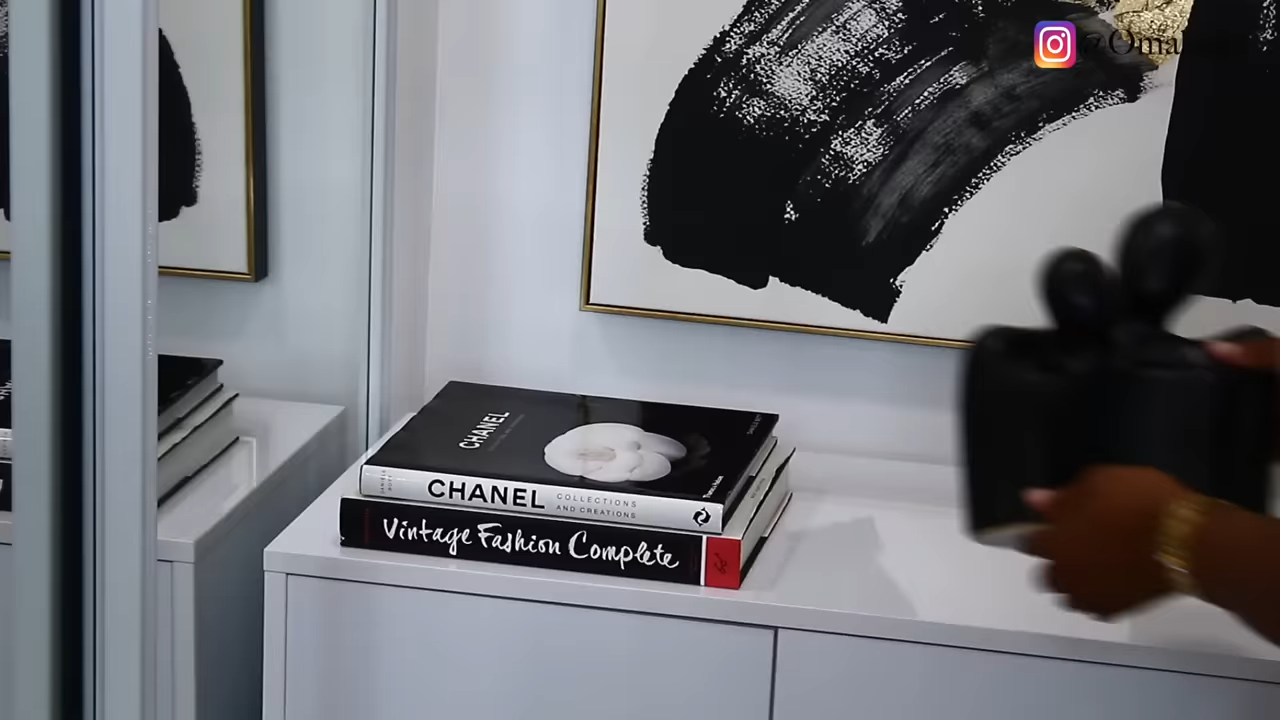 CHANEL
CHANEL
COLLECTIONS
AND CREATIONS
Vintage Fashion Complete